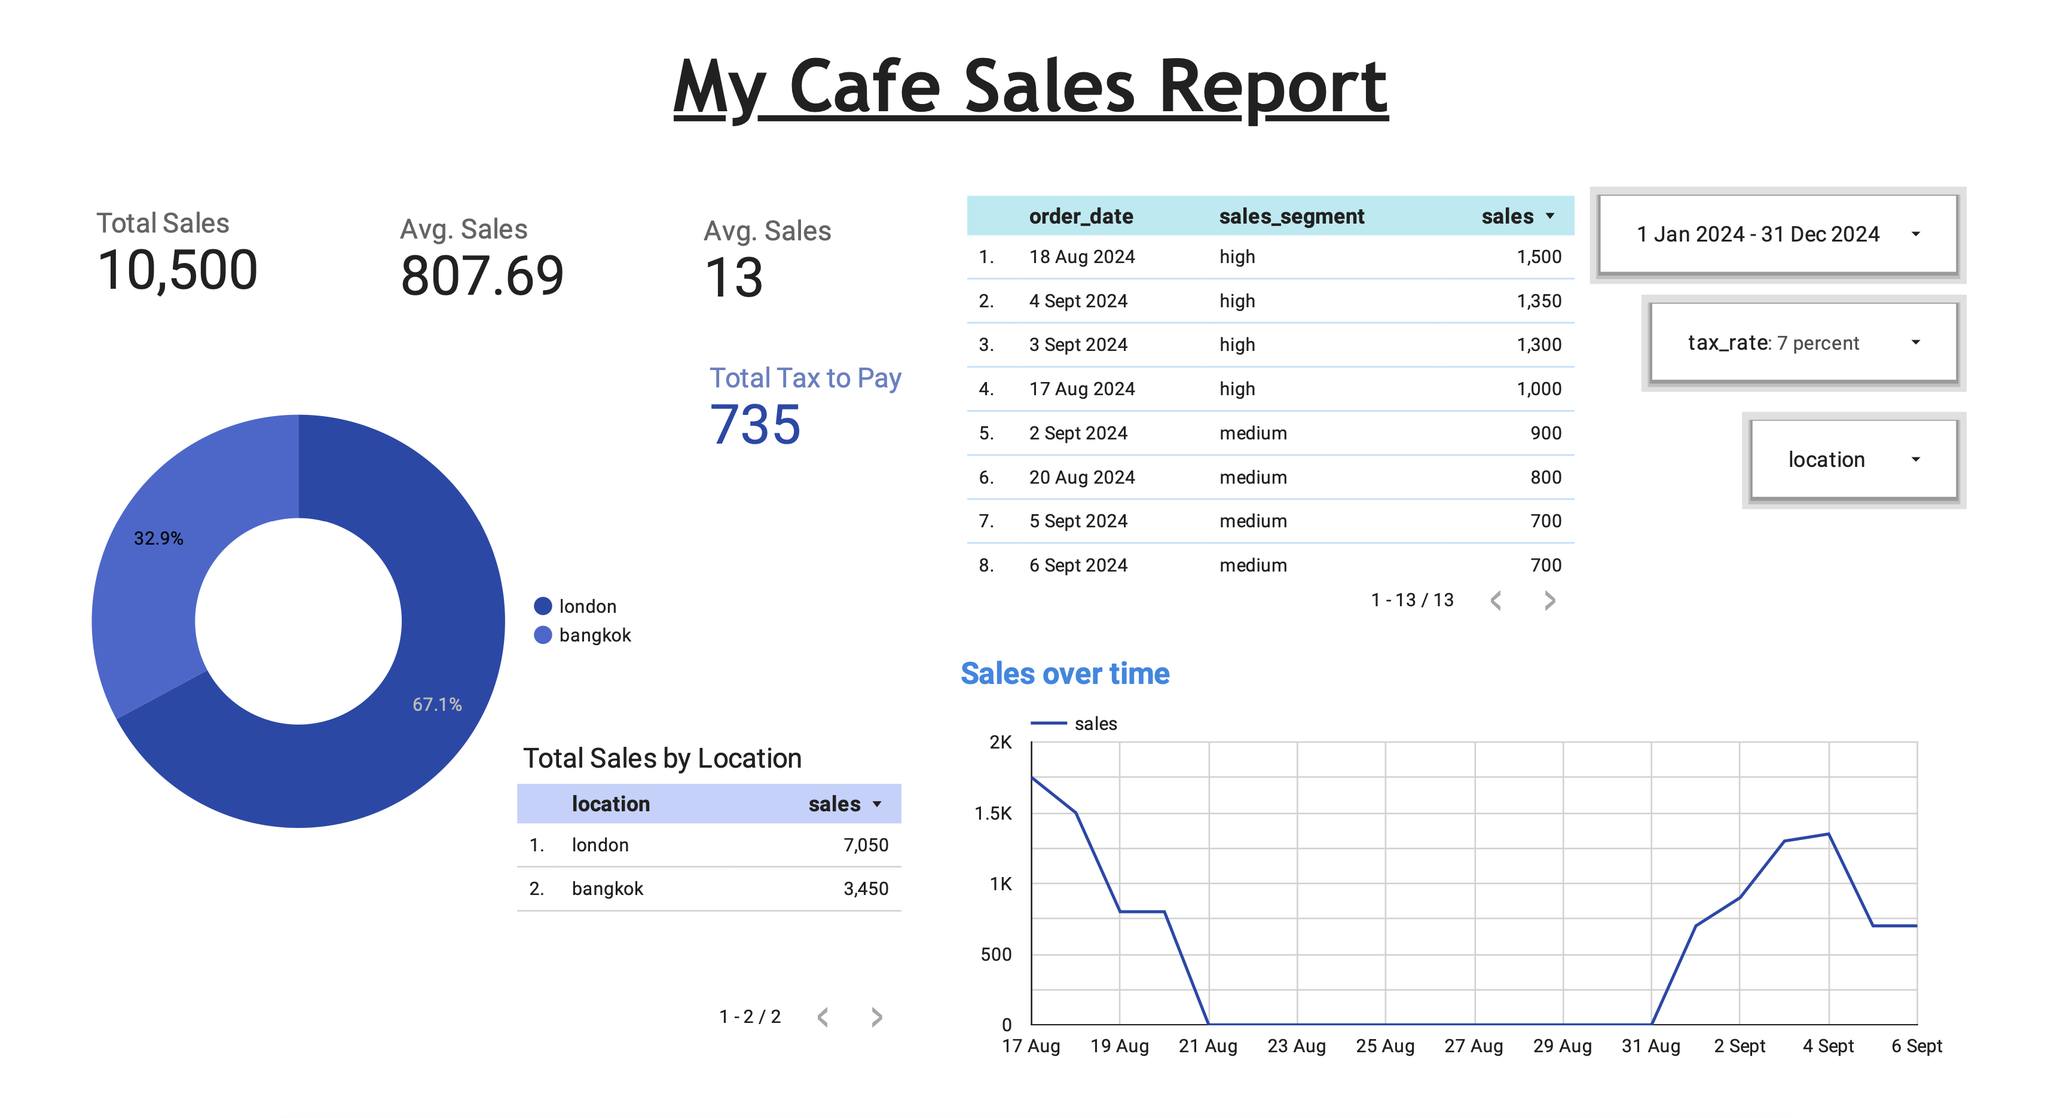 My Cafe Sales Report
Total Sales
10,500
Avg. Sales
807.69
Avg. Sales
13
Total Tax to Pay
735
order_date sales_segment sales
1. 18 Aug 2024 high 1,500
2. 4 Sept 2024 high 1,350
3. 3 Sept 2024 high 1,300
4. 17 Aug 2024 high 1,000
5. 2 Sept 2024 medium 900
6. 20 Aug 2024 medium 800
7. 5 Sept 2024 medium 700
8. 6 Sept 2024 medium 700
1 - 13 / 13
1 Jan 2024 - 31 Dec 2024
tax_rate: 7 percent
location
32.9%
67.1%
london
bangkok
Total Sales by Location
location sales
1. london 7,050
2. bangkok 3,450
1 - 2 / 2
Sales over time
sales
2K
1.5K
1K
500
0
17 Aug 19 Aug 21 Aug 23 Aug 25 Aug 27 Aug 29 Aug 31 Aug 2 Sept 4 Sept 6 Sept